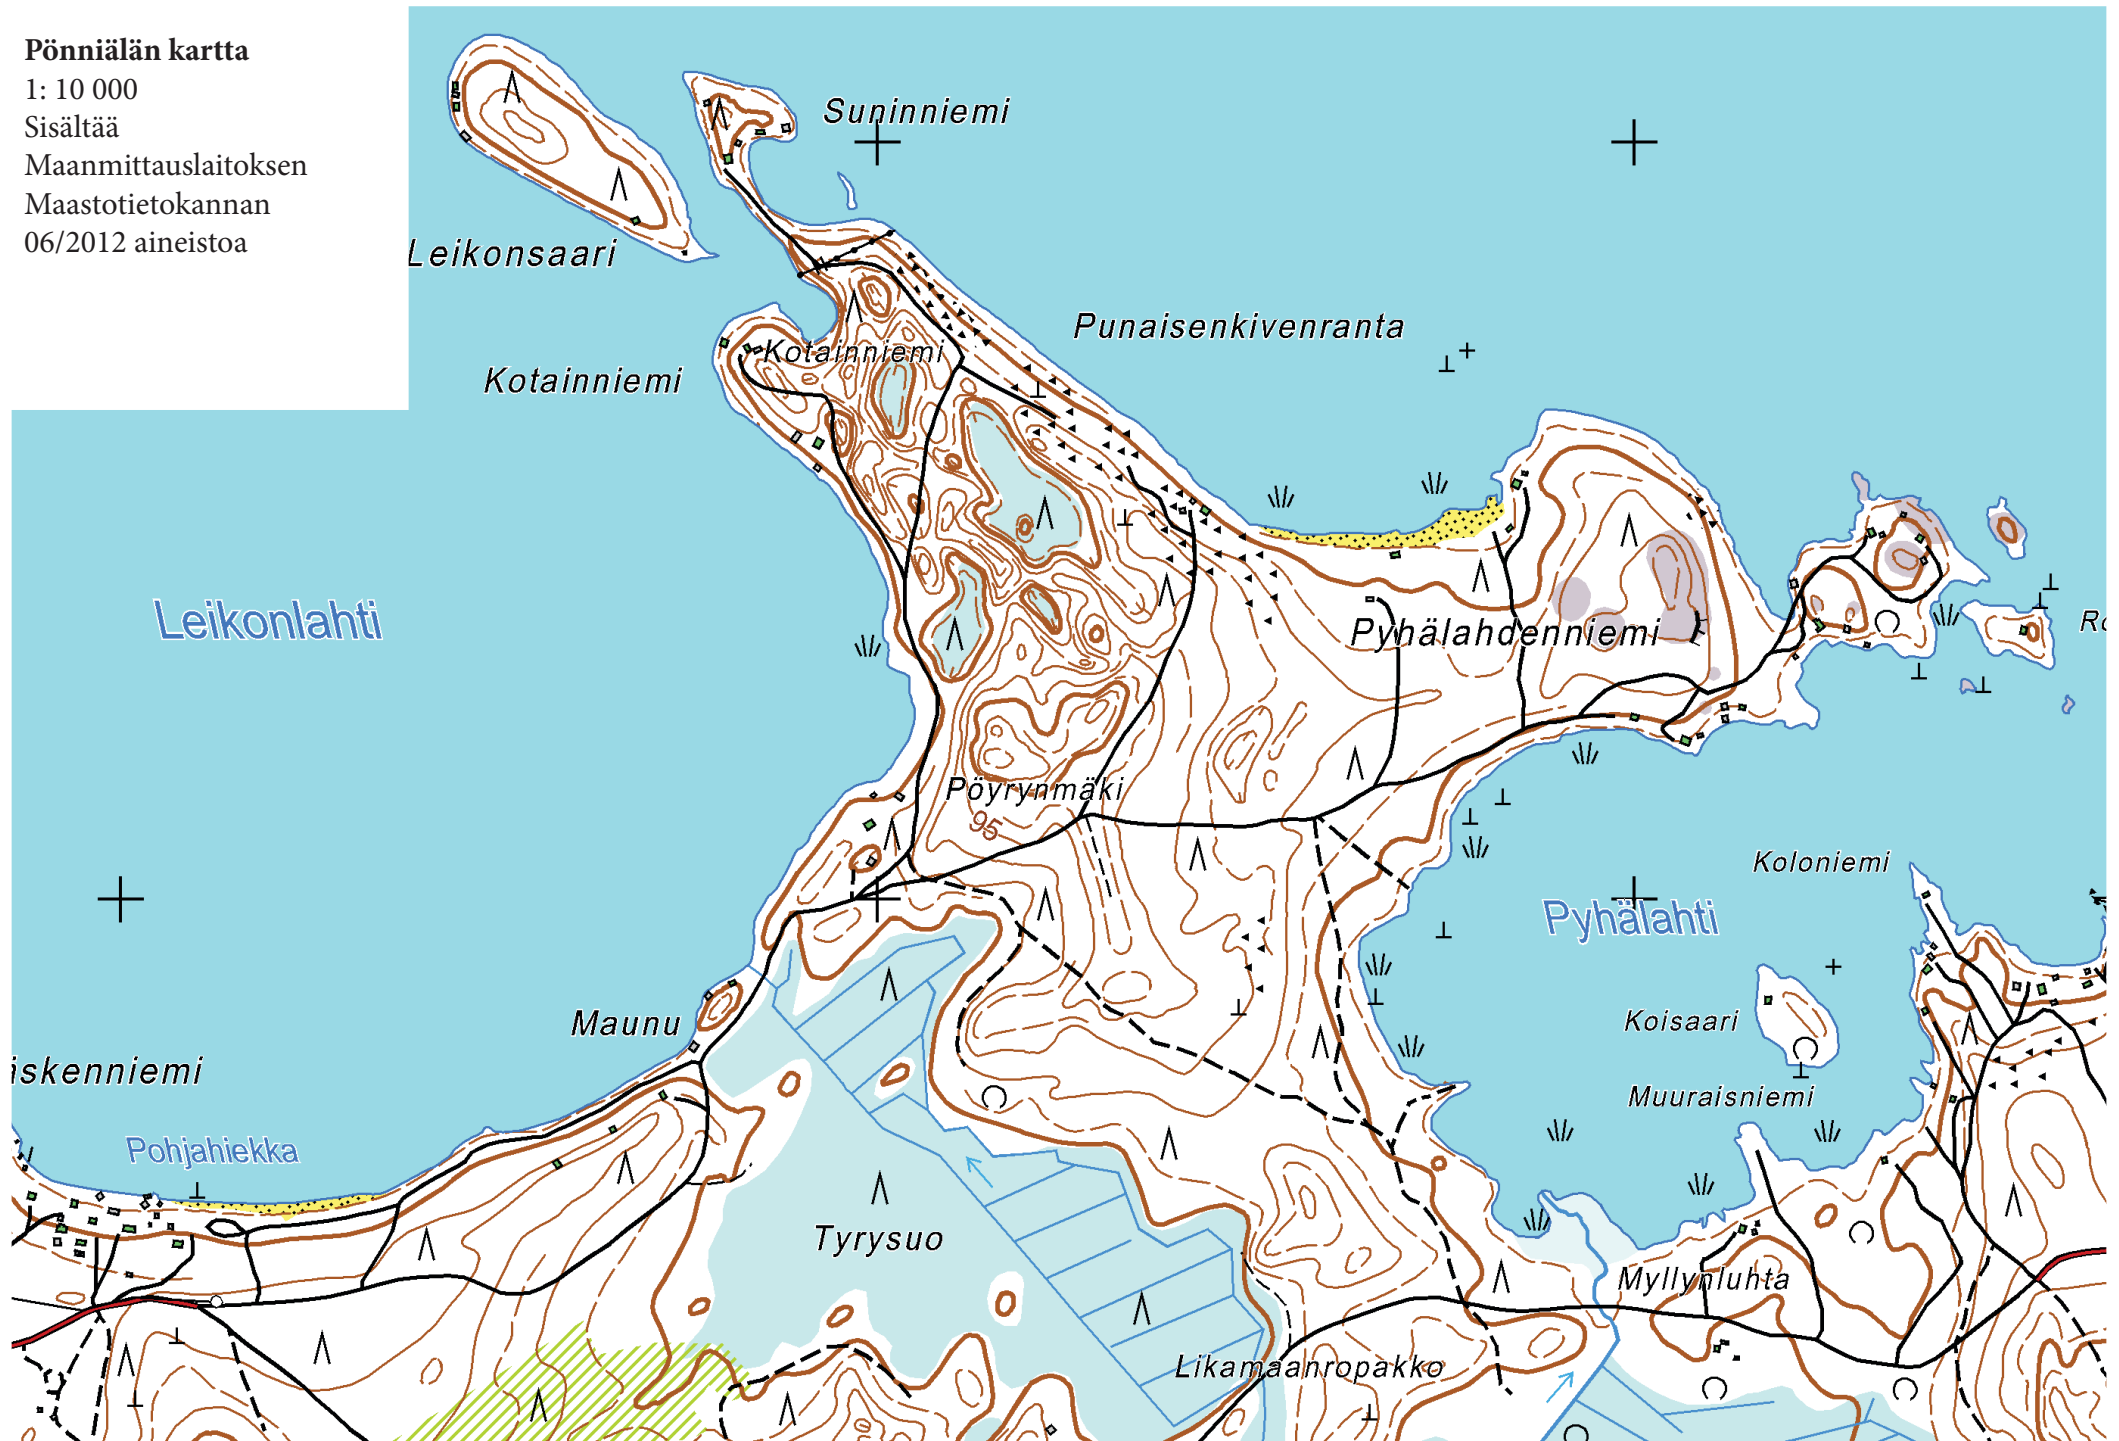 Pönniälän kartta
1: 10 000
Sisältää
Maanmittauslaitoksen
Maastotietokannan
06/2012 aineistoa
Suninniemi
Leikonsaari
Punaisenkivenranta
Kotainniemi
Kotainniemi
Leikonlahti
Pyhälahdenniemi
Pöyrynmäki
95
Koloniemi
Pyhälahti
Koisaari
Maunu
iskenniemi
Muuraisniemi
Pohjahiekka
Tyrysuo
Myllynluhta
Likamaanropakko